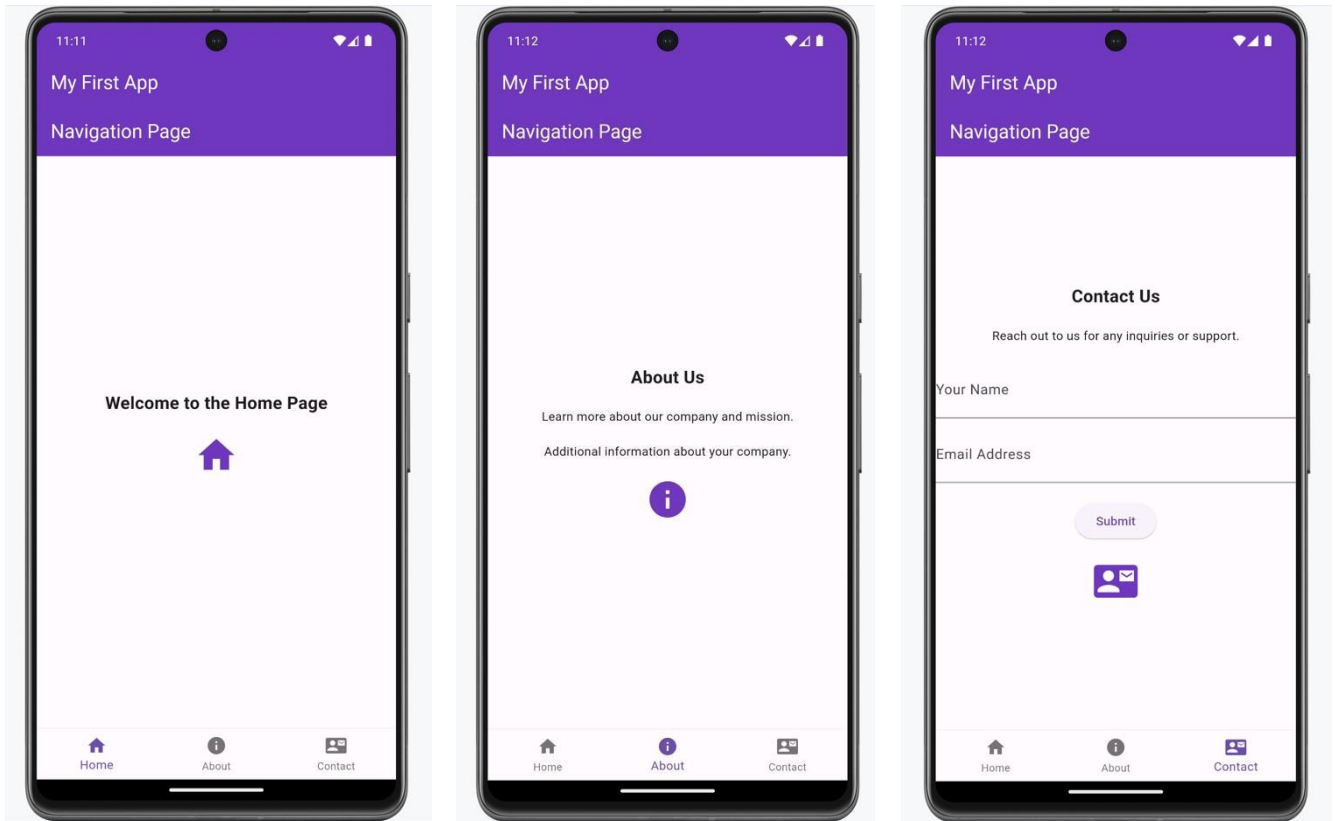 11:11
My First App
Navigation Page
Welcome to the Home Page
Home
About
Contact
11:12
My First App
Navigation Page
About Us
Learn more about our company and mission.
Additional information about your company.
Home
About
Contact
11:12
My First App
Navigation Page
Contact Us
Reach out to us for any inquiries or support.
Your Name
Email Address
Submit
Home
About
Contact